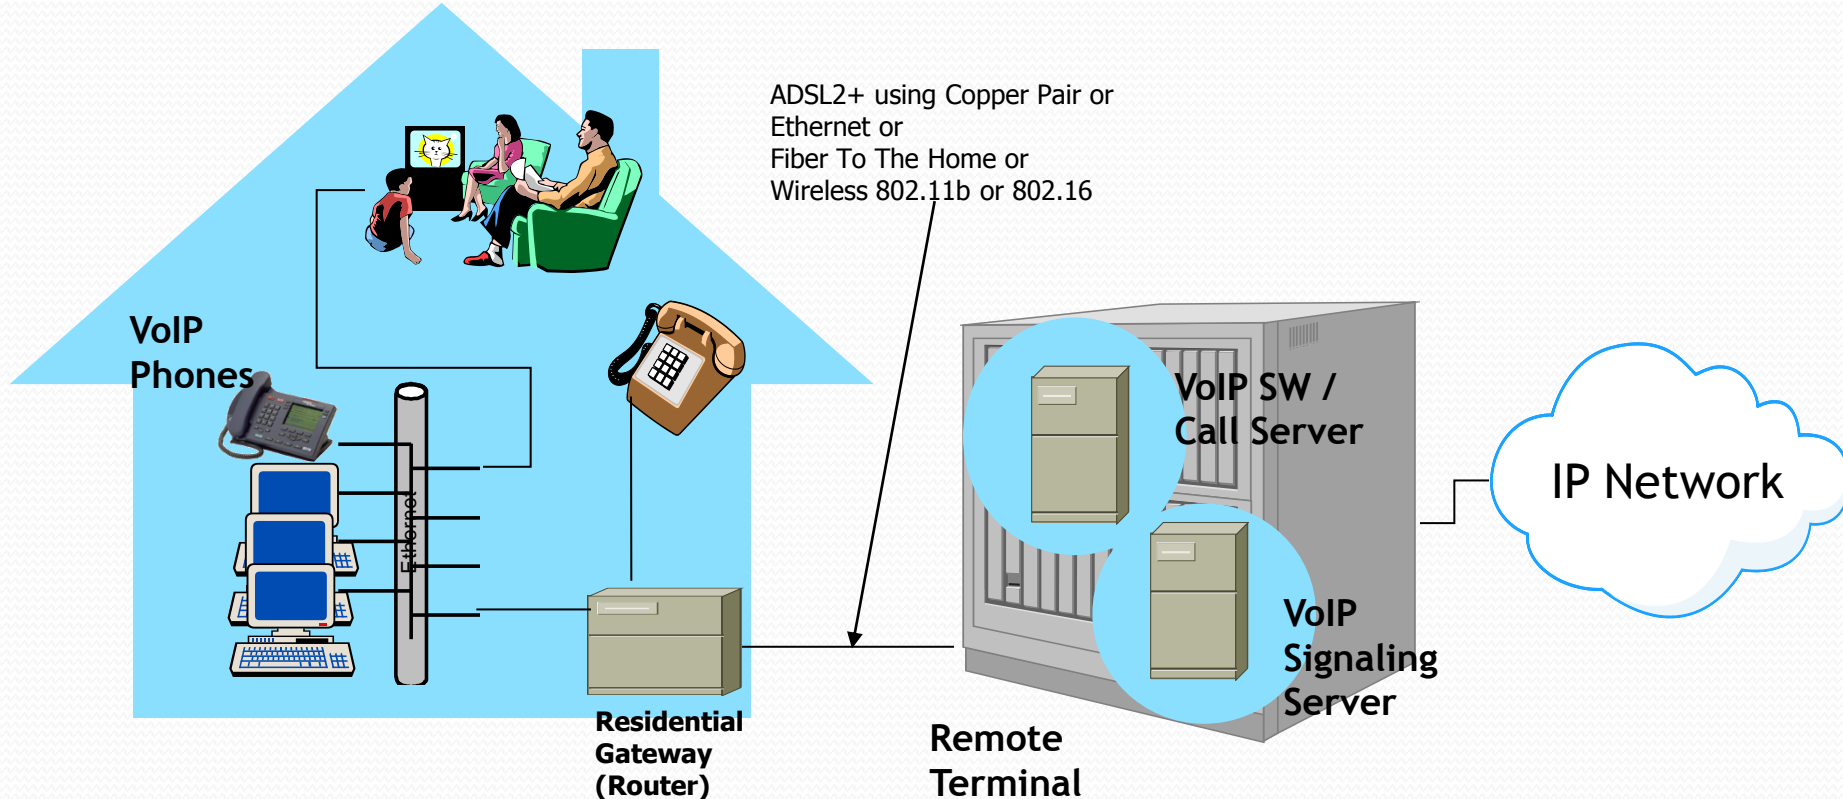 ADSL2+ using Copper Pair or
Ethernet or
Fiber To The Home or
Wireless 802.11b or 802.16
VoIP
Phones
Ethernet
VoIP SW /
Call Server
IP Network
VoIP
Signaling
Server
Residential
Gateway
(Router)
Remote
Terminal